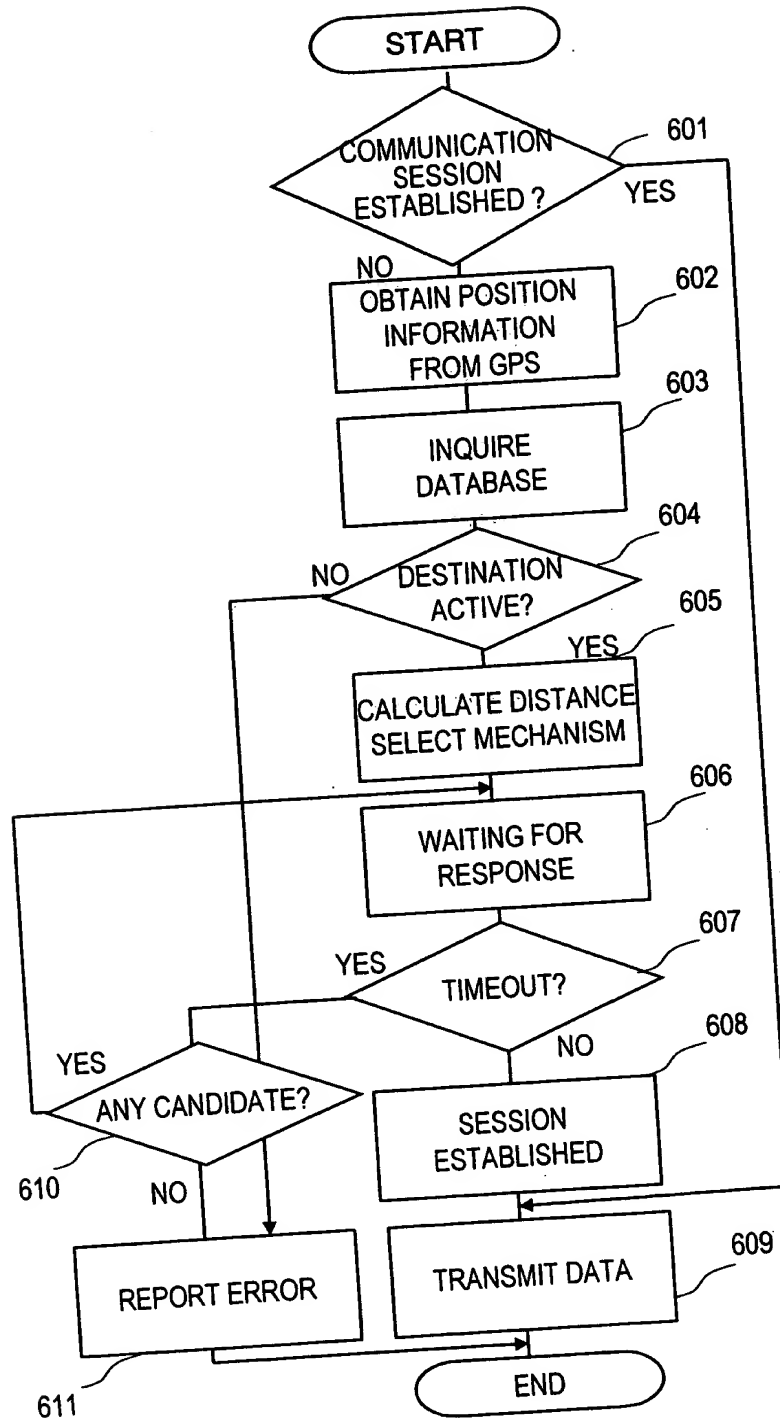 START
COMMUNICATION
SESSION
ESTABLISHED ?
601
YES
NO
OBTAIN POSITION
INFORMATION
FROM GPS
602
INQUIRE
DATABASE
603
604
NO
DESTINATION
ACTIVE?
YES
605
CALCULATE DISTANCE
SELECT MECHANISM
606
WAITING FOR
RESPONSE
607
YES
TIMEOUT?
NO
608
YES
ANY CANDIDATE?
SESSION
ESTABLISHED
610
NO
REPORT ERROR
TRANSMIT DATA
609
611
END